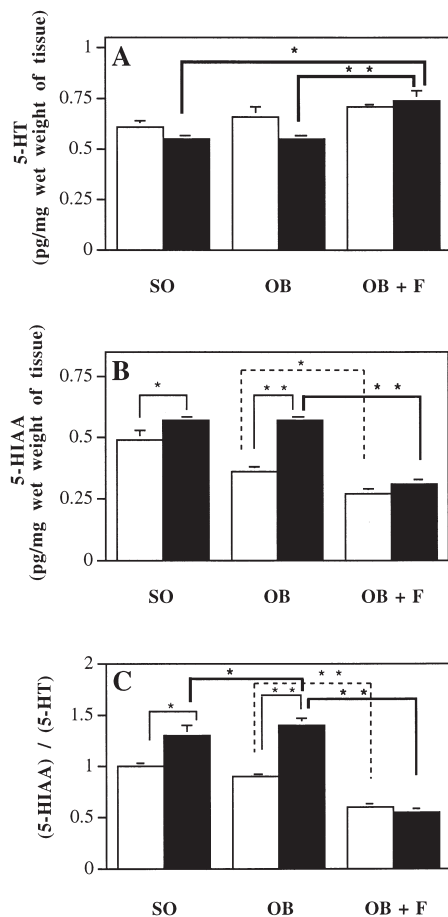 A
5-HT
(pg/mg wet weight of tissue)
1
0.75
0.5
0.25
0
*
* *
SO OB OB + F
B
5-HIAA
(pg/mg wet weight of tissue)
0.75
0.5
0.25
0
*
*
* *
* *
SO OB OB + F
C
(5-HIAA) / (5-HT)
2
1.5
1
0.5
0
* * *
* * * * *
SO OB OB + F